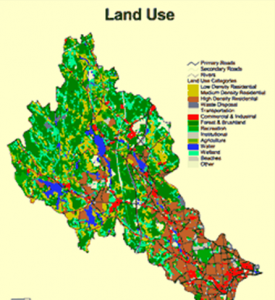 Land Use
Primary Roads
Secondary Roads
Rivers
Land Use Categories
Low Density Residential
Medium Density Residential
High Density Residential
Waste Disposal
Transportation
Commercial & Industrial
Forest & Brushland
Recreation
Institutional
Agriculture
Water
Wetland
Beaches
Other